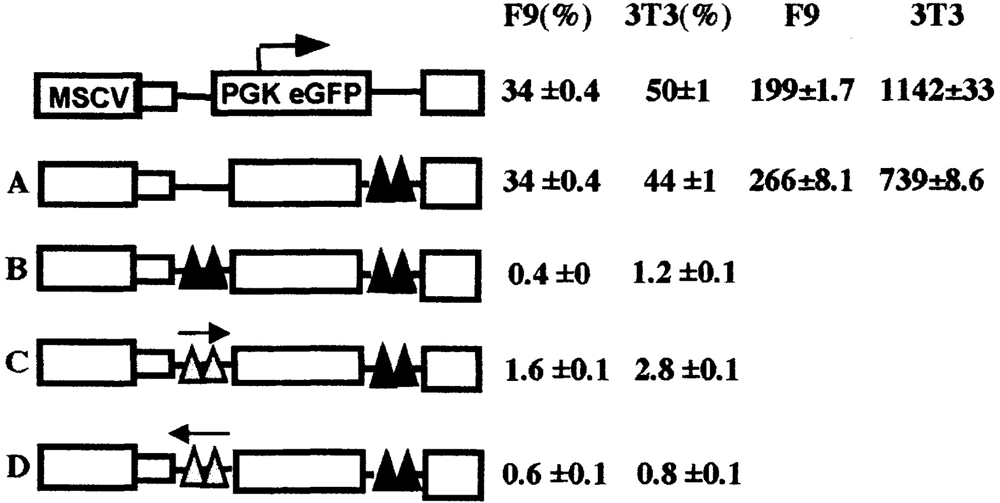 F9(%) 3T3(%) F9 3T3
MSCV PGK eGFP 34 ±0.4 50±1 199±1.7 1142±33
A 34 ±0.4 44 ±1 266±8.1 739±8.6
B 0.4 ±0 1.2 ±0.1
C 1.6 ±0.1 2.8 ±0.1
D 0.6 ±0.1 0.8 ±0.1